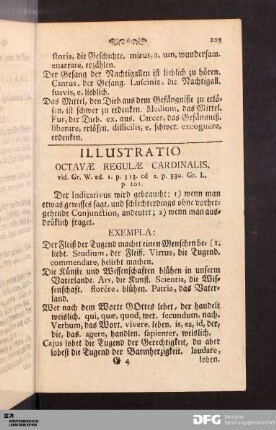 103
storia, die Geschichte. mirus, a, um, wundersam.
enarrare, erzählen.
Der Gesang der Nachtigallen ist lieblich zu hören.
Cantus, der Gesang. Luscinia, die Nachtigall.
suavis, e. lieblich.
Das Mittel, den Dieb aus dem Gefängnisse zu erlö-
sen, ist schwer zu erdenken. Medium, das Mittel.
Fur, der Dieb. ex. aus. Carcer, das Gefängniß.
liberare, erlösen. difficilis, e, schwer. excogitare,
erdenken.
ILLUSTRATIO
OCTAVÆ REGULÆ CARDINALIS,
vid. Gr. W. ed. 1. p. 313. ed 2. p. 330. Gr. L.
p. 101.
Der Indicativus wird gebraucht; 1) wenn man
etwas gewisses sagt, und schlechterdings ohne vorher-
gehende Conjunction, andeutet; 2) wenn man aus-
drüklich fraget.
EXEMPLA:
Der Fleiß der Tugend machet einen Menschen be-
liebt. Studium, der Fleiß. Virtus, die Tugend.
commendare, beliebt machen.
Die Künste und Wissenschaften blühen in unserm
Vaterlande. Ars, die Kunst. Scientia, die Wis-
senschaft. florére, blühen. Patria, das Vater-
land.
Wer nach dem Worte GOttes lebet, der handelt
weislich. qui, quæ, quod, wer. secundum, nach.
Verbum, das Wort. vivere, leben. is, ea, id, der,
die, das. agere, handlen. sapienter, weislich.
Cajus lobet die Tugend der Gerechtigkeit, du aber
lobest die Tugend der Barmherzigkeit. laudare,
G 4 loben.
DFG Deutsche
Forschungsgemeinschaft